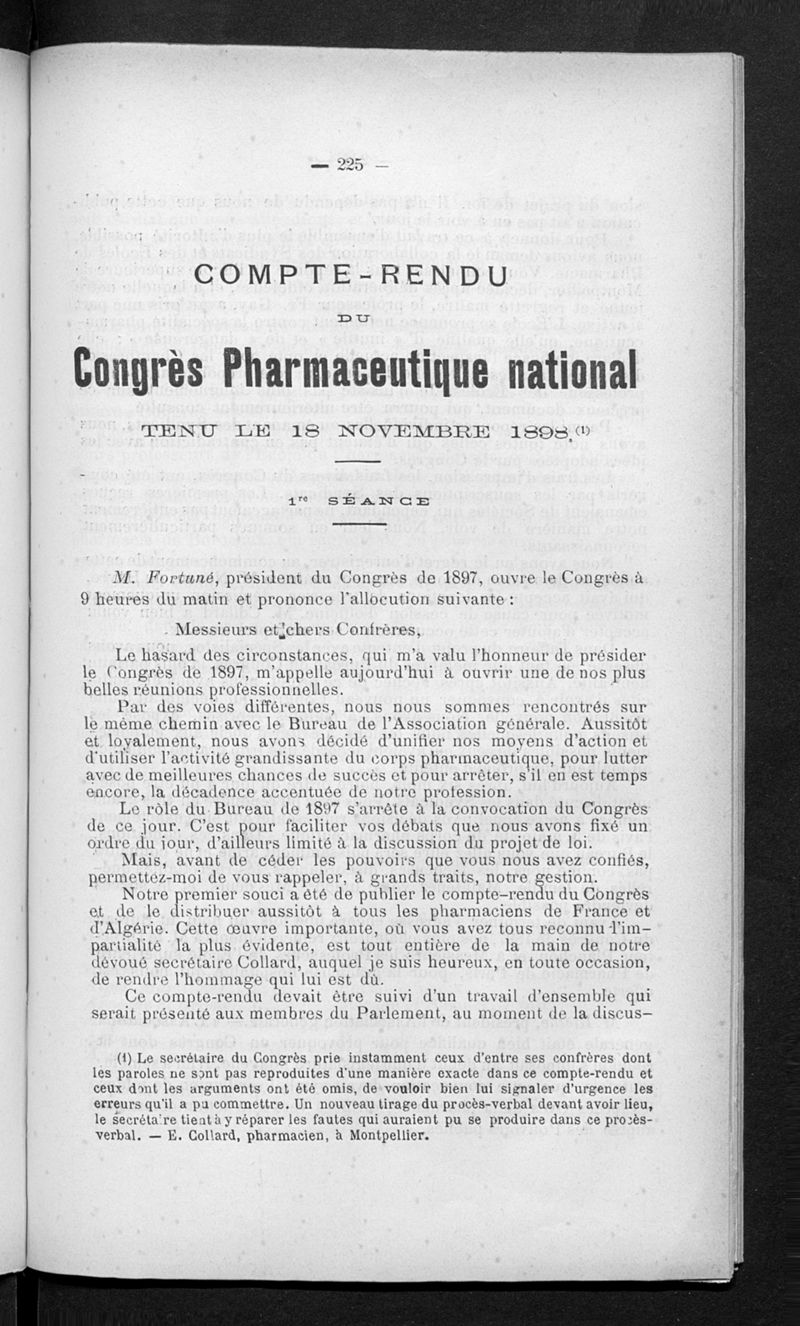 — 225 —
COMPTE-RENDU
DU
Congrès Pharmaceutique national
TENU LE 18 NOVEMBRE 1898.(1)
1re SÉANCE
M. Fortuné, président du Congrès de 1897, ouvre le Congrès à
9 heures du matin et prononce l'allocution suivante :
Messieurs et chers Confrères,
Le hasard des circonstances, qui m'a valu l'honneur de présider
le Congrès de 1897, m'appelle aujourd'hui à ouvrir une de nos plus
belles réunions professionnelles.
Par des voies différentes, nous nous sommes rencontrés sur
le même chemin avec le Bureau de l'Association générale. Aussitôt
et loyalement, nous avons décidé d'unifier nos moyens d'action et
d'utiliser l'activité grandissante du corps pharmaceutique, pour lutter
avec de meilleures chances de succès et pour arrêter, s'il en est temps
encore, la décadence accentuée de notre profession.
Le rôle du Bureau de 1897 s'arrête à la convocation du Congrès
de ce jour. C'est pour faciliter vos débats que nous avons fixé un
ordre du jour, d'ailleurs limité à la discussion du projet de loi.
Mais, avant de céder les pouvoirs que vous nous avez confiés,
permettez-moi de vous rappeler, à grands traits, notre gestion.
Notre premier souci a été de publier le compte-rendu du Congrès
et de le distribuer aussitôt à tous les pharmaciens de France et
d'Algérie. Cette œuvre importante, où vous avez tous reconnu l'im-
partialité la plus évidente, est tout entière de la main de notre
dévoué secrétaire Collard, auquel je suis heureux, en toute occasion,
de rendre l'hommage qui lui est dû.
Ce compte-rendu devait être suivi d'un travail d'ensemble qui
serait présenté aux membres du Parlement, au moment de la discus-
(1) Le secrétaire du Congrès prie instamment ceux d'entre ses confrères dont
les paroles ne sont pas reproduites d'une manière exacte dans ce compte-rendu et
ceux dont les arguments ont été omis, de vouloir bien lui signaler d'urgence les
erreurs qu'il a pu commettre. Un nouveau tirage du procès-verbal devant avoir lieu,
le secrétaire tient à y réparer les fautes qui auraient pu se produire dans ce procès-
verbal. — E. Collard, pharmacien, à Montpellier.